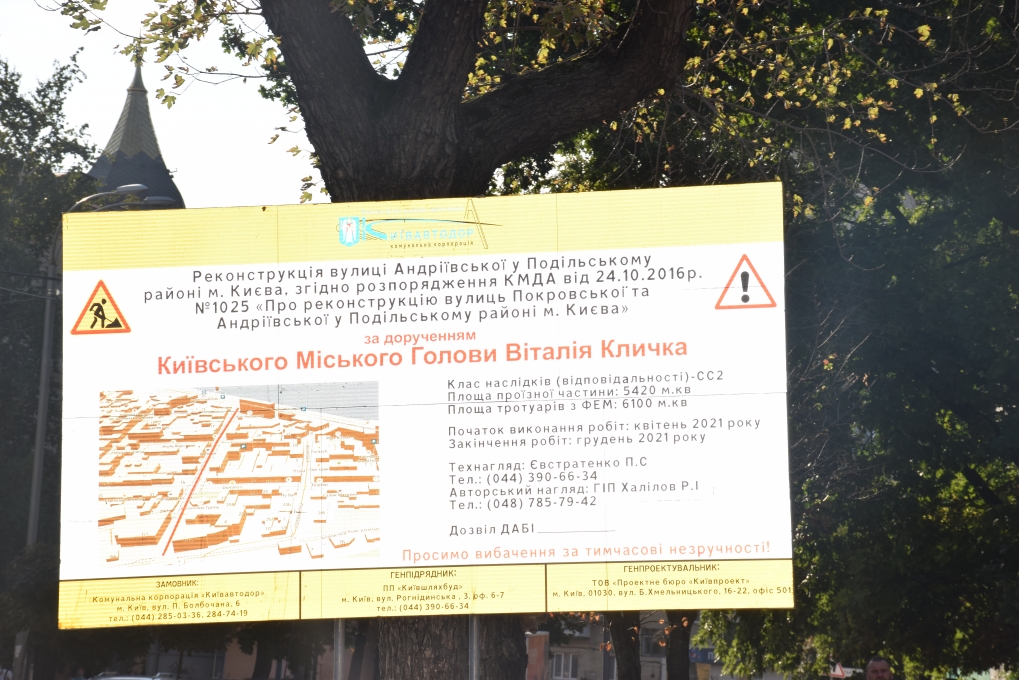 КИЇВАВТОДОР
комунальна корпорація
Реконструкція вулиці Андріївської у Подільському
районі м. Києва, згідно розпорядження КМДА від 24.10.2016р.
№1025 «Про реконструкцію вулиць Покровської та
Андріївської у Подільському районі м. Києва»
за дорученням
Київського Міського Голови Віталія Кличка
Клас наслідків (відповідальності)-СС2
Площа проїзної частини: 5420 м.кв
Площа тротуарів з ФЕМ: 6100 м.кв
Початок виконання робіт: квітень 2021 року
Закінчення робіт: грудень 2021 року
Технагляд: Євстратенко П.С
Тел.: (044) 390-66-34
Авторський нагляд: ГІП Халілов Р.І
Тел.: (048) 785-79-42
Дозвіл ДАБІ___________
Просимо вибачення за тимчасові незручності!
ЗАМОВНИК:
Комунальна корпорація «Київавтодор»
м. Київ, вул. П. Болбочана, 6
тел.: (044) 285-03-36, 284-74-19
ГЕНПІДРЯДНИК:
ПП «Київшляхбуд»
м. Київ, вул. Рогнідинська , 3, оф. 6-7
тел.: (044) 390-66-34
ГЕНПРОЕКТУВАЛЬНИК:
ТОВ «Проектне бюро «Київпроект»
м. Київ, 01030, вул. Б.Хмельницького, 16-22, офіс 501